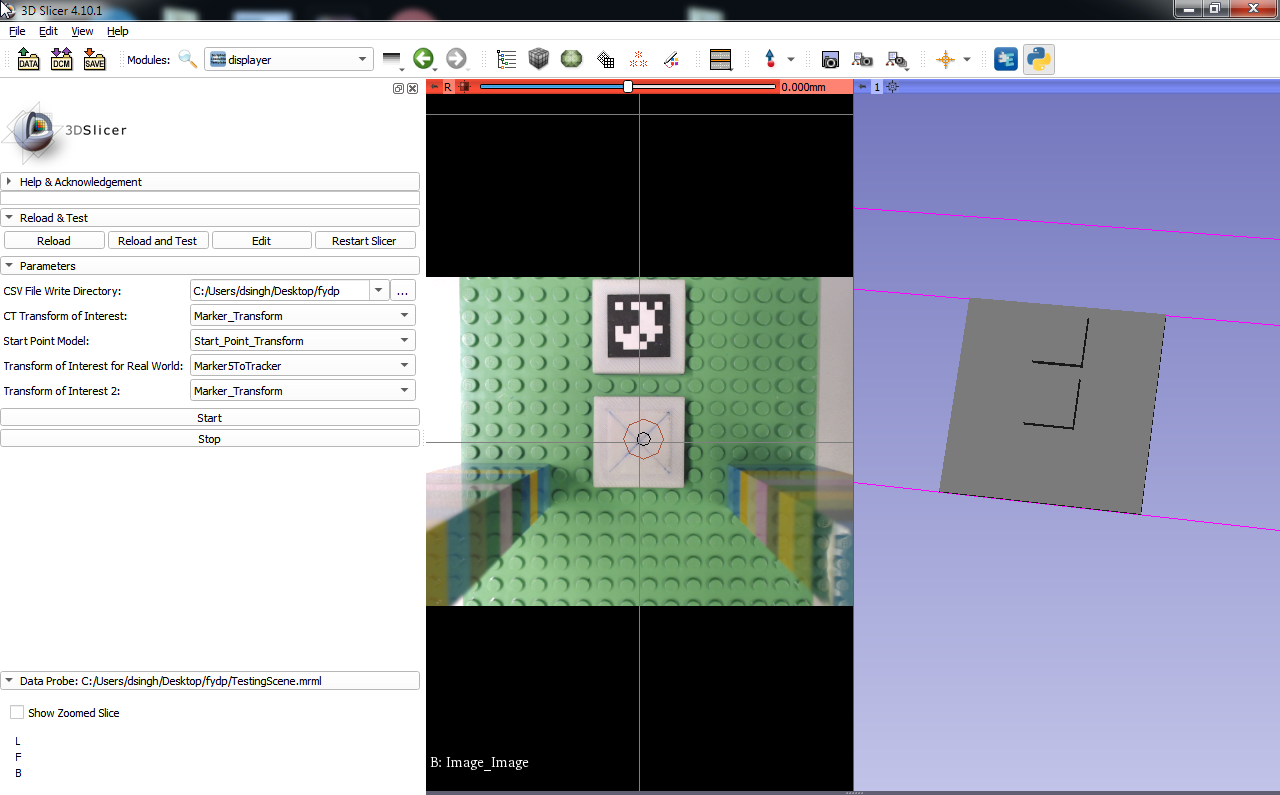 3D Slicer 4.10.1
File Edit View Help
DATA DCM SAVE Modules: displayer
R 0.000mm 1
3DSlicer
Help & Acknowledgement
Reload & Test
Reload Reload and Test Edit Restart Slicer
Parameters
CSV File Write Directory: C:/Users/dsingh/Desktop/fydp ...
CT Transform of Interest: Marker_Transform
Start Point Model: Start_Point_Transform
Transform of Interest for Real World: Marker5ToTracker
Transform of Interest 2: Marker_Transform
Start
Stop
Data Probe: C:/Users/dsingh/Desktop/fydp/TestingScene.mrml
Show Zoomed Slice
L
F
B
B: Image_Image